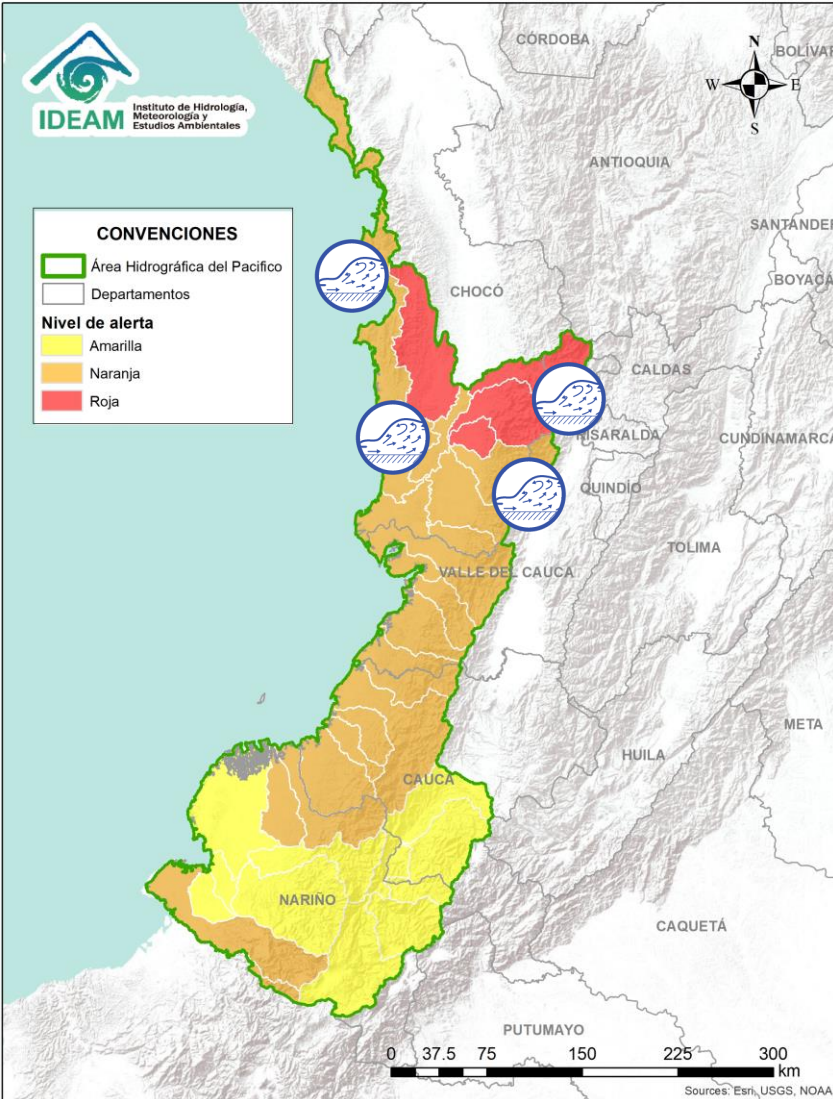 IDEAM
Instituto de Hidrología,
Meteorología y
Estudios Ambientales
CÓRDOBA
BOLÍVAR
N
W
E
S
ANTIOQUIA
SANTANDER
CONVENCIONES
Área Hidrográfica del Pacifico
Departamentos
Nivel de alerta
Amarilla
Naranja
Roja
BOYACÁ
CHOCÓ
CALDAS
RISARALDA
CUNDINAMARCA
QUINDÍO
TOLIMA
VALLE DEL CAUCA
META
HUILA
CAUCA
NARIÑO
CAQUETÁ
PUTUMAYO
0 37.5 75 150 225 300
km
Sources: Esri, USGS, NOAA